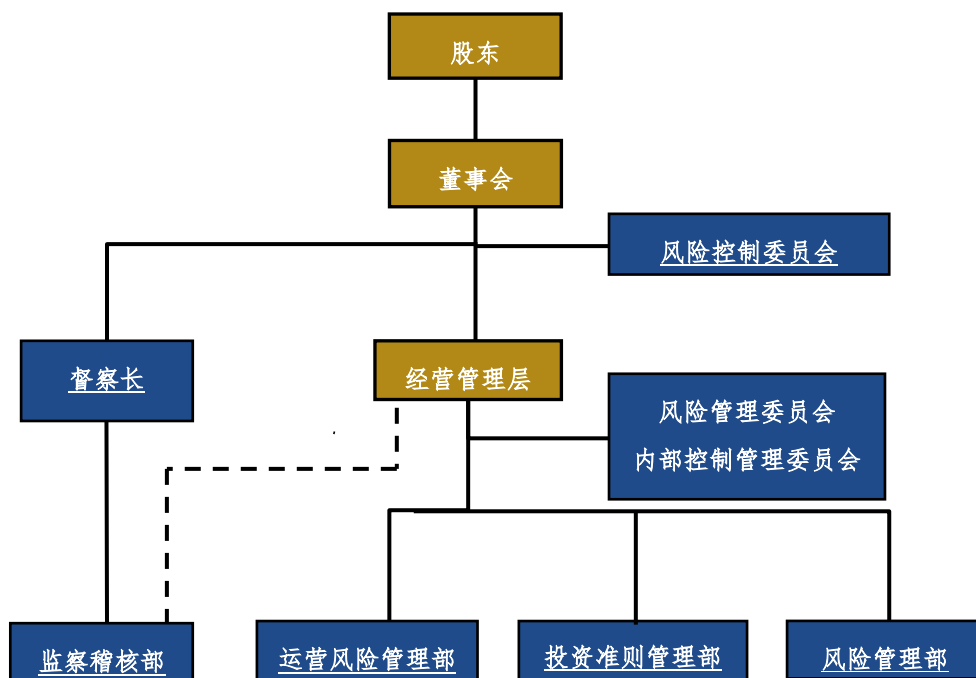 股东
董事会
风险控制委员会
督察长
经营管理层
风险管理委员会
内部控制管理委员会
监察稽核部
运营风险管理部
投资准则管理部
风险管理部